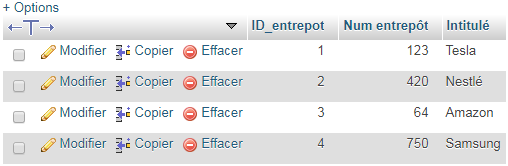 + Options
ID_entrepot Num entrepôt Intitulé
Modifier Copier Effacer 1 123 Tesla
Modifier Copier Effacer 2 420 Nestlé
Modifier Copier Effacer 3 64 Amazon
Modifier Copier Effacer 4 750 Samsung